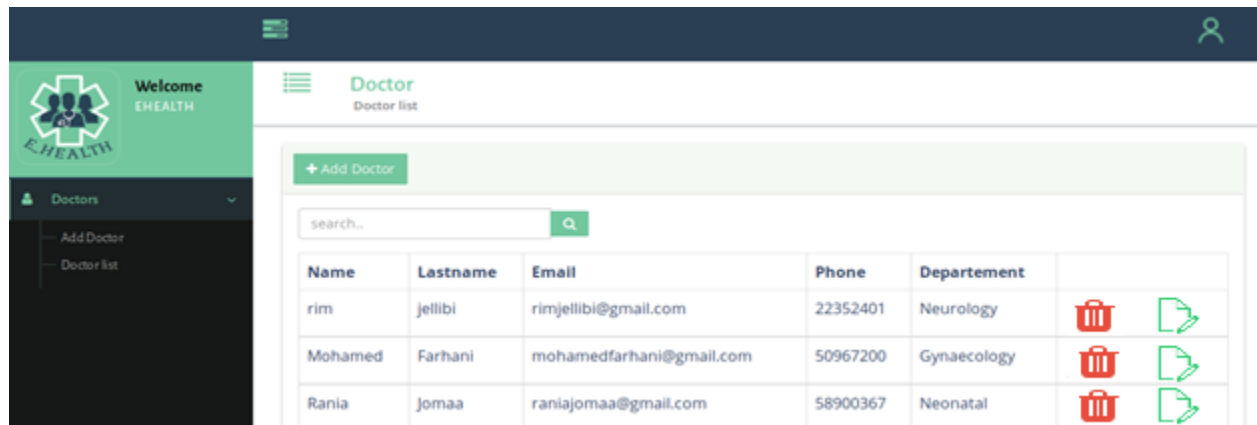 Welcome
EHEALTH
E.HEALTH
Doctors
Add Doctor
Doctor list
Doctor
Doctor list
+ Add Doctor
search..
Name Lastname Email Phone Departement
rim jellibi rimjellibi@gmail.com 22352401 Neurology
Mohamed Farhani mohamedfarhani@gmail.com 50967200 Gynaecology
Rania Jomaa raniajomaa@gmail.com 58900367 Neonatal